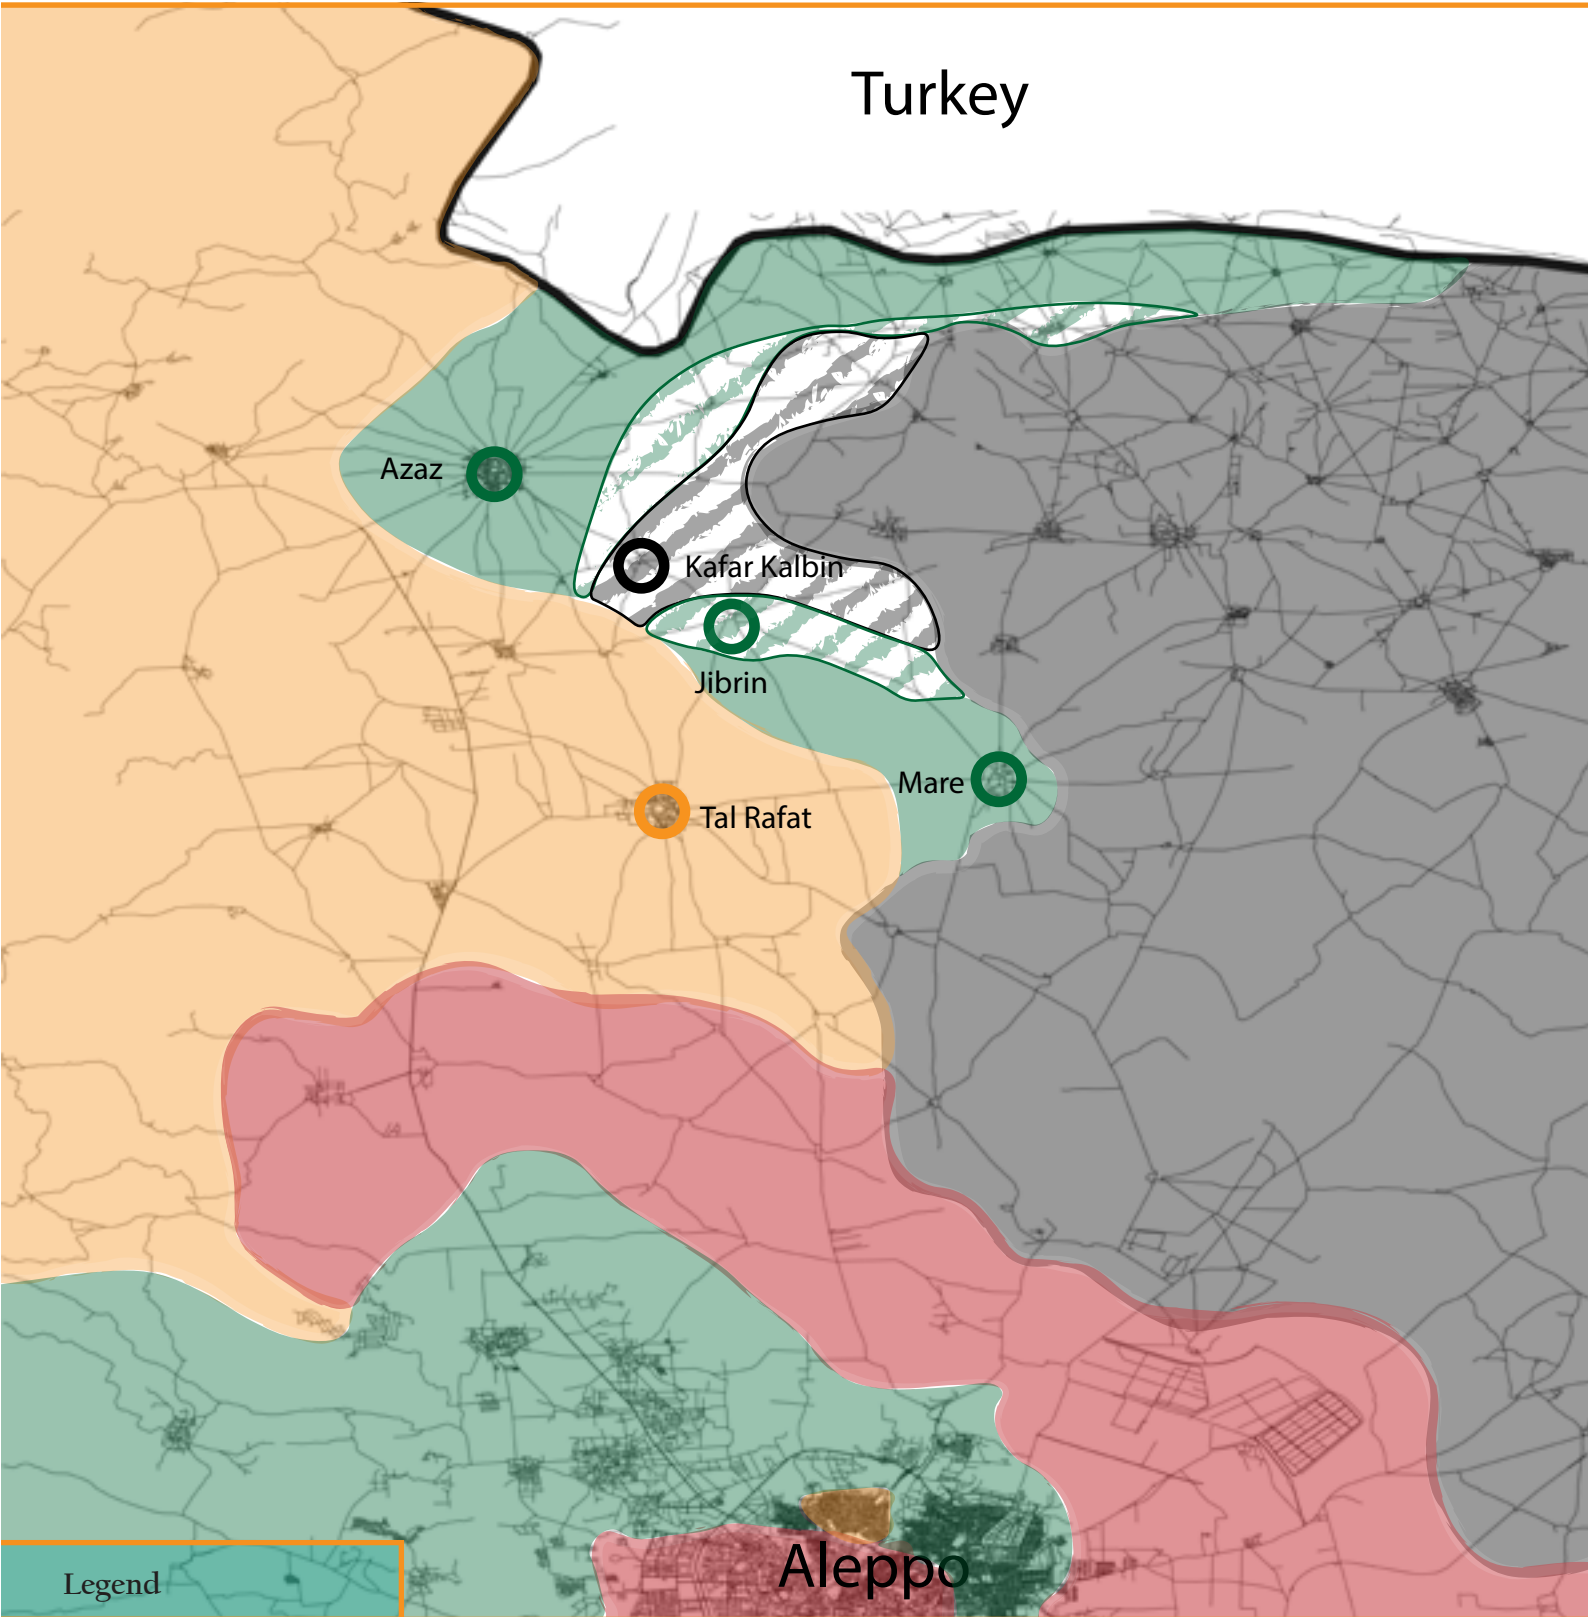 Turkey
Azaz
Kafar Kalbin
Jibrin
Mare
Tal Rafat
Aleppo
Legend